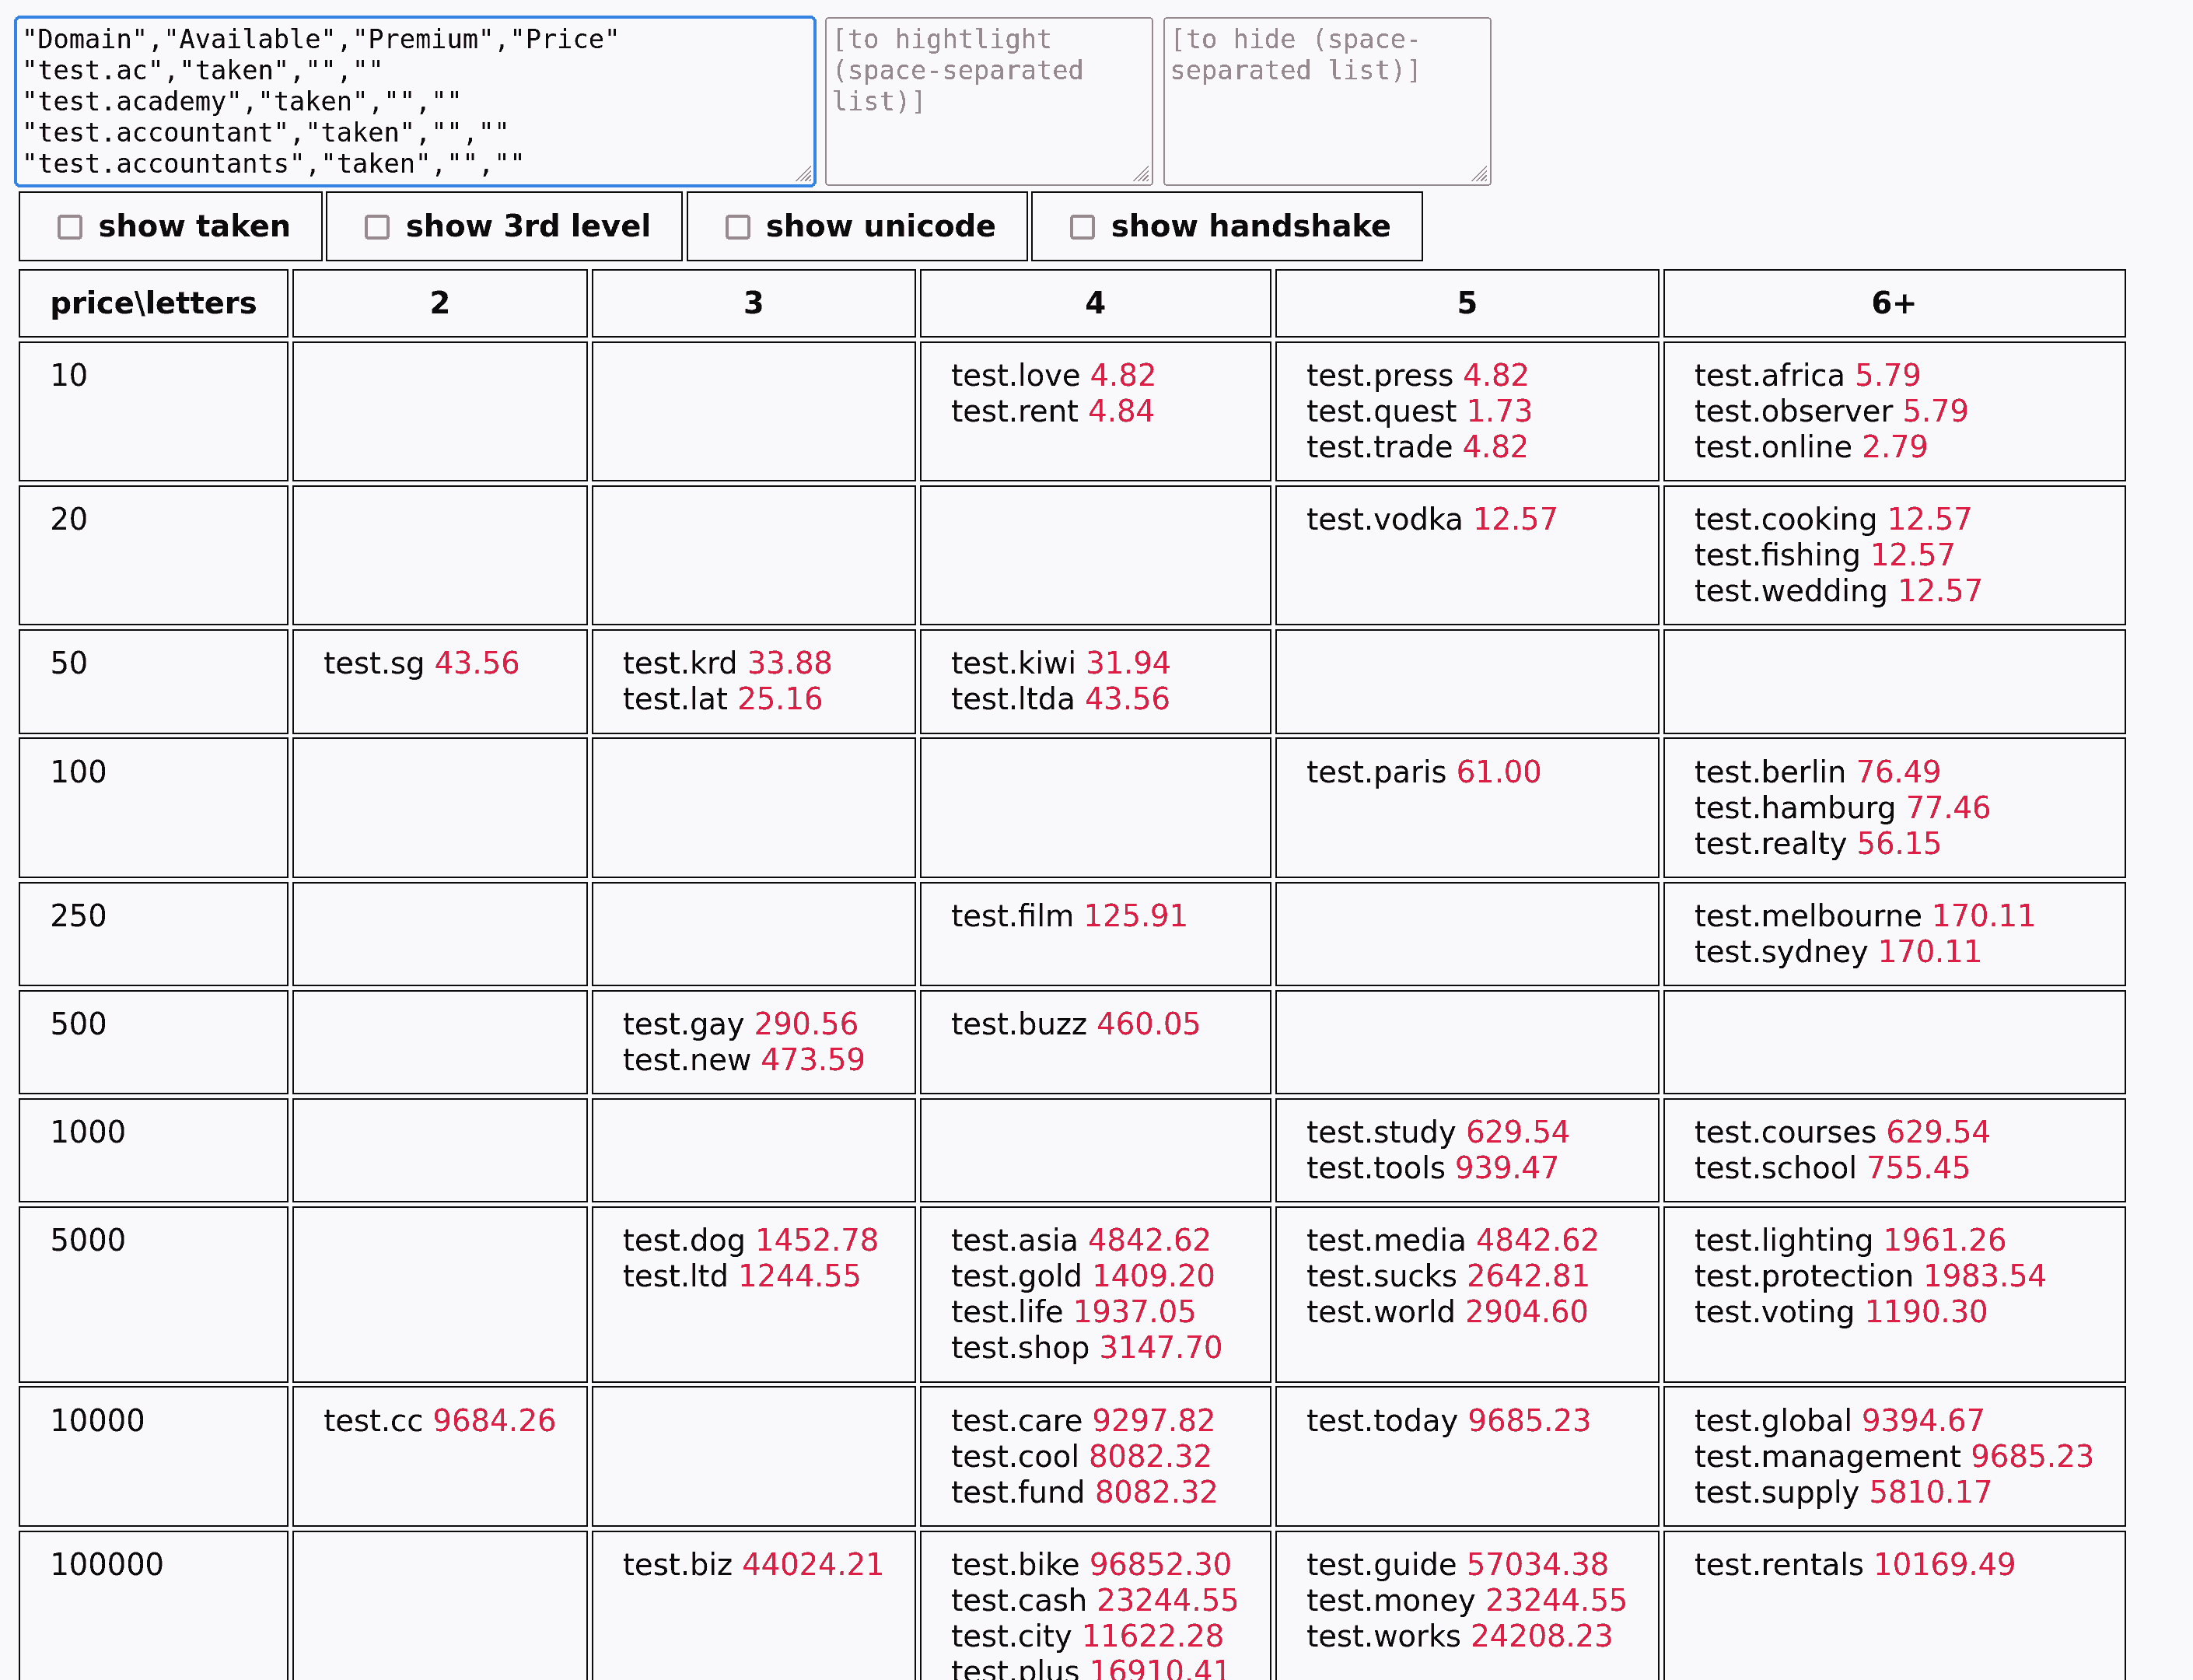 "Domain","Available","Premium","Price"
"test.ac","taken","",""
"test.academy","taken","",""
"test.accountant","taken","",""
"test.accountants","taken","",""
[to hightlight
(space-separated
list)]
[to hide (space-
separated list)]
show taken
show 3rd level
show unicode
show handshake
price\letters
2
3
4
5
6+
10
test.love 4.82
test.rent 4.84
test.press 4.82
test.quest 1.73
test.trade 4.82
test.africa 5.79
test.observer 5.79
test.online 2.79
20
test.vodka 12.57
test.cooking 12.57
test.fishing 12.57
test.wedding 12.57
50
test.sg 43.56
test.krd 33.88
test.lat 25.16
test.kiwi 31.94
test.ltda 43.56
100
test.paris 61.00
test.berlin 76.49
test.hamburg 77.46
test.realty 56.15
250
test.film 125.91
test.melbourne 170.11
test.sydney 170.11
500
test.gay 290.56
test.new 473.59
test.buzz 460.05
1000
test.study 629.54
test.tools 939.47
test.courses 629.54
test.school 755.45
5000
test.dog 1452.78
test.ltd 1244.55
test.asia 4842.62
test.gold 1409.20
test.life 1937.05
test.shop 3147.70
test.media 4842.62
test.sucks 2642.81
test.world 2904.60
test.lighting 1961.26
test.protection 1983.54
test.voting 1190.30
10000
test.cc 9684.26
test.care 9297.82
test.cool 8082.32
test.fund 8082.32
test.today 9685.23
test.global 9394.67
test.management 9685.23
test.supply 5810.17
100000
test.biz 44024.21
test.bike 96852.30
test.cash 23244.55
test.city 11622.28
test.plus 16910.41
test.guide 57034.38
test.money 23244.55
test.works 24208.23
test.rentals 10169.49